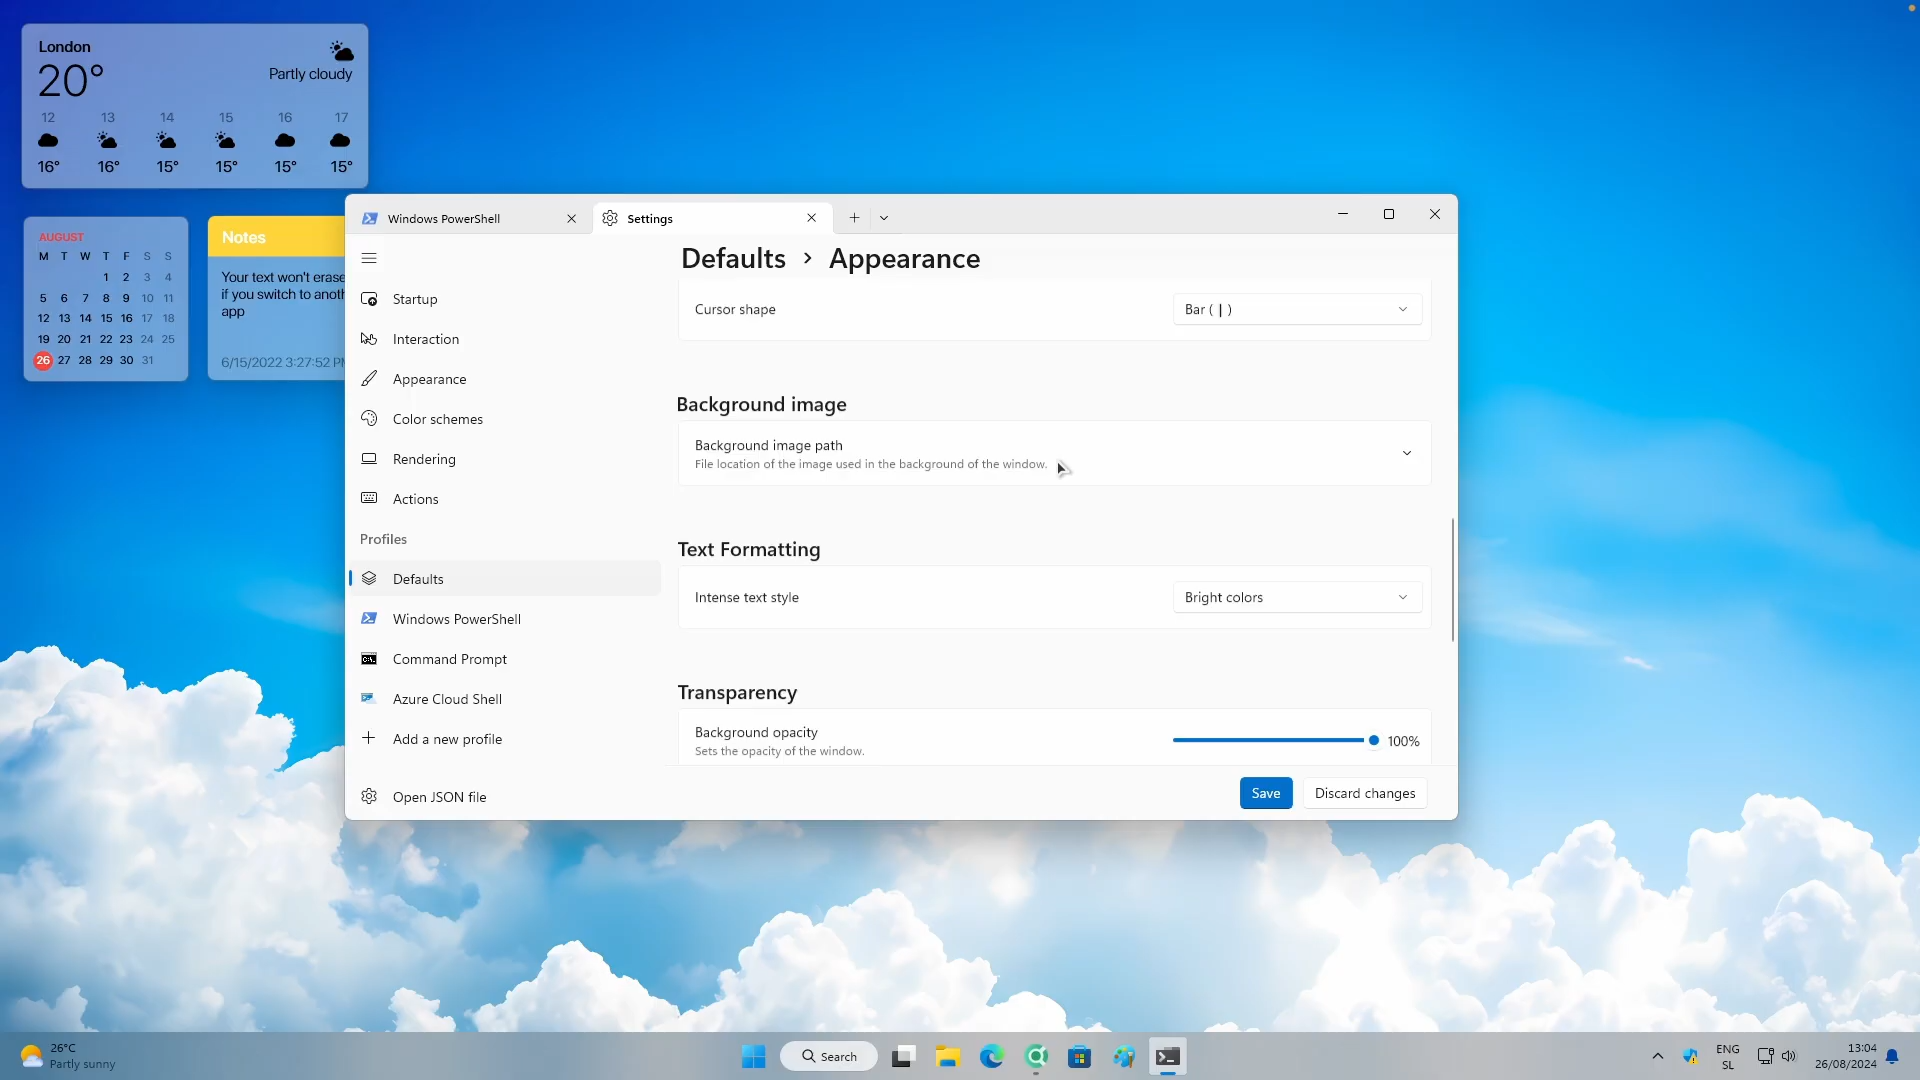 London
20°
Partly cloudy
12 13 14 15 16 17
16° 16° 15° 15° 15° 15°
AUGUST
M T W T F S S
1 2 3 4
5 6 7 8 9 10 11
12 13 14 15 16 17 18
19 20 21 22 23 24 25
26 27 28 29 30 31
Notes
Your text won't erase
if you switch to anoth
app
6/15/2022 3:27:52 PM
Windows PowerShell
Settings
Startup
Interaction
Appearance
Color schemes
Rendering
Actions
Profiles
Defaults
Windows PowerShell
Command Prompt
Azure Cloud Shell
Add a new profile
Open JSON file
Defaults > Appearance
Cursor shape
Bar ( | )
Background image
Background image path
File location of the image used in the background of the window.
Text Formatting
Intense text style
Bright colors
Transparency
Background opacity
Sets the opacity of the window.
100%
Save
Discard changes
26°C
Partly sunny
Search
ENG
SL
13:04
26/08/2024